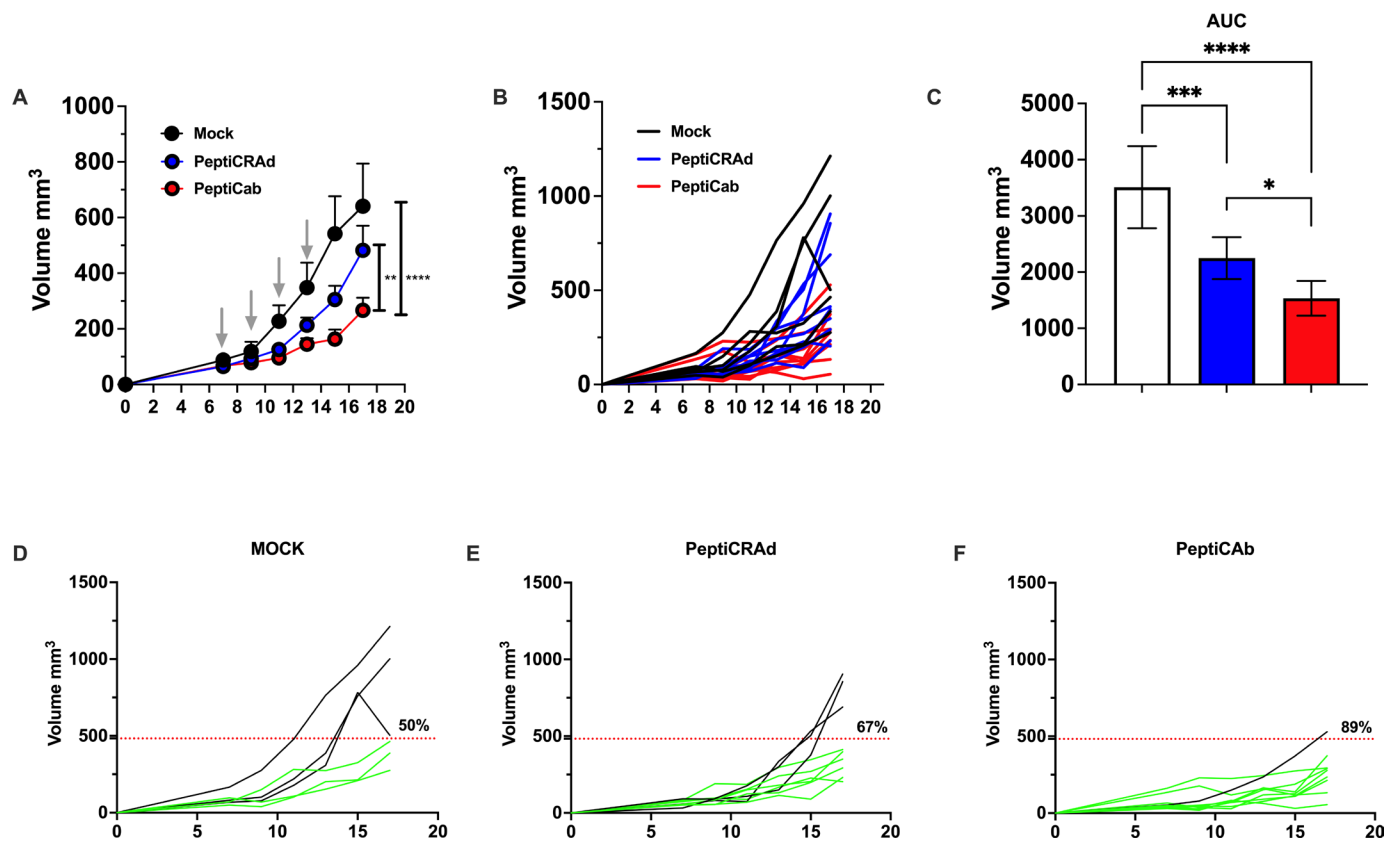 A
Volume mm3
1000
800
600
400
200
0
0 2 4 6 8 10 12 14 16 18 20
Mock
PeptiCRAd
PeptiCab
** ****
B
Volume mm3
1500
1000
500
0
0 2 4 6 8 10 12 14 16 18 20
Mock
PeptiCRAd
PeptiCab
C
AUC
****
***
*
Volume mm3
5000
4000
3000
2000
1000
0
D
MOCK
Volume mm3
1500
1000
500
0
0 5 10 15 20
50%
E
PeptiCRAd
Volume mm3
1500
1000
500
0
0 5 10 15 20
67%
F
PeptiCAb
Volume mm3
1500
1000
500
0
0 5 10 15 20
89%